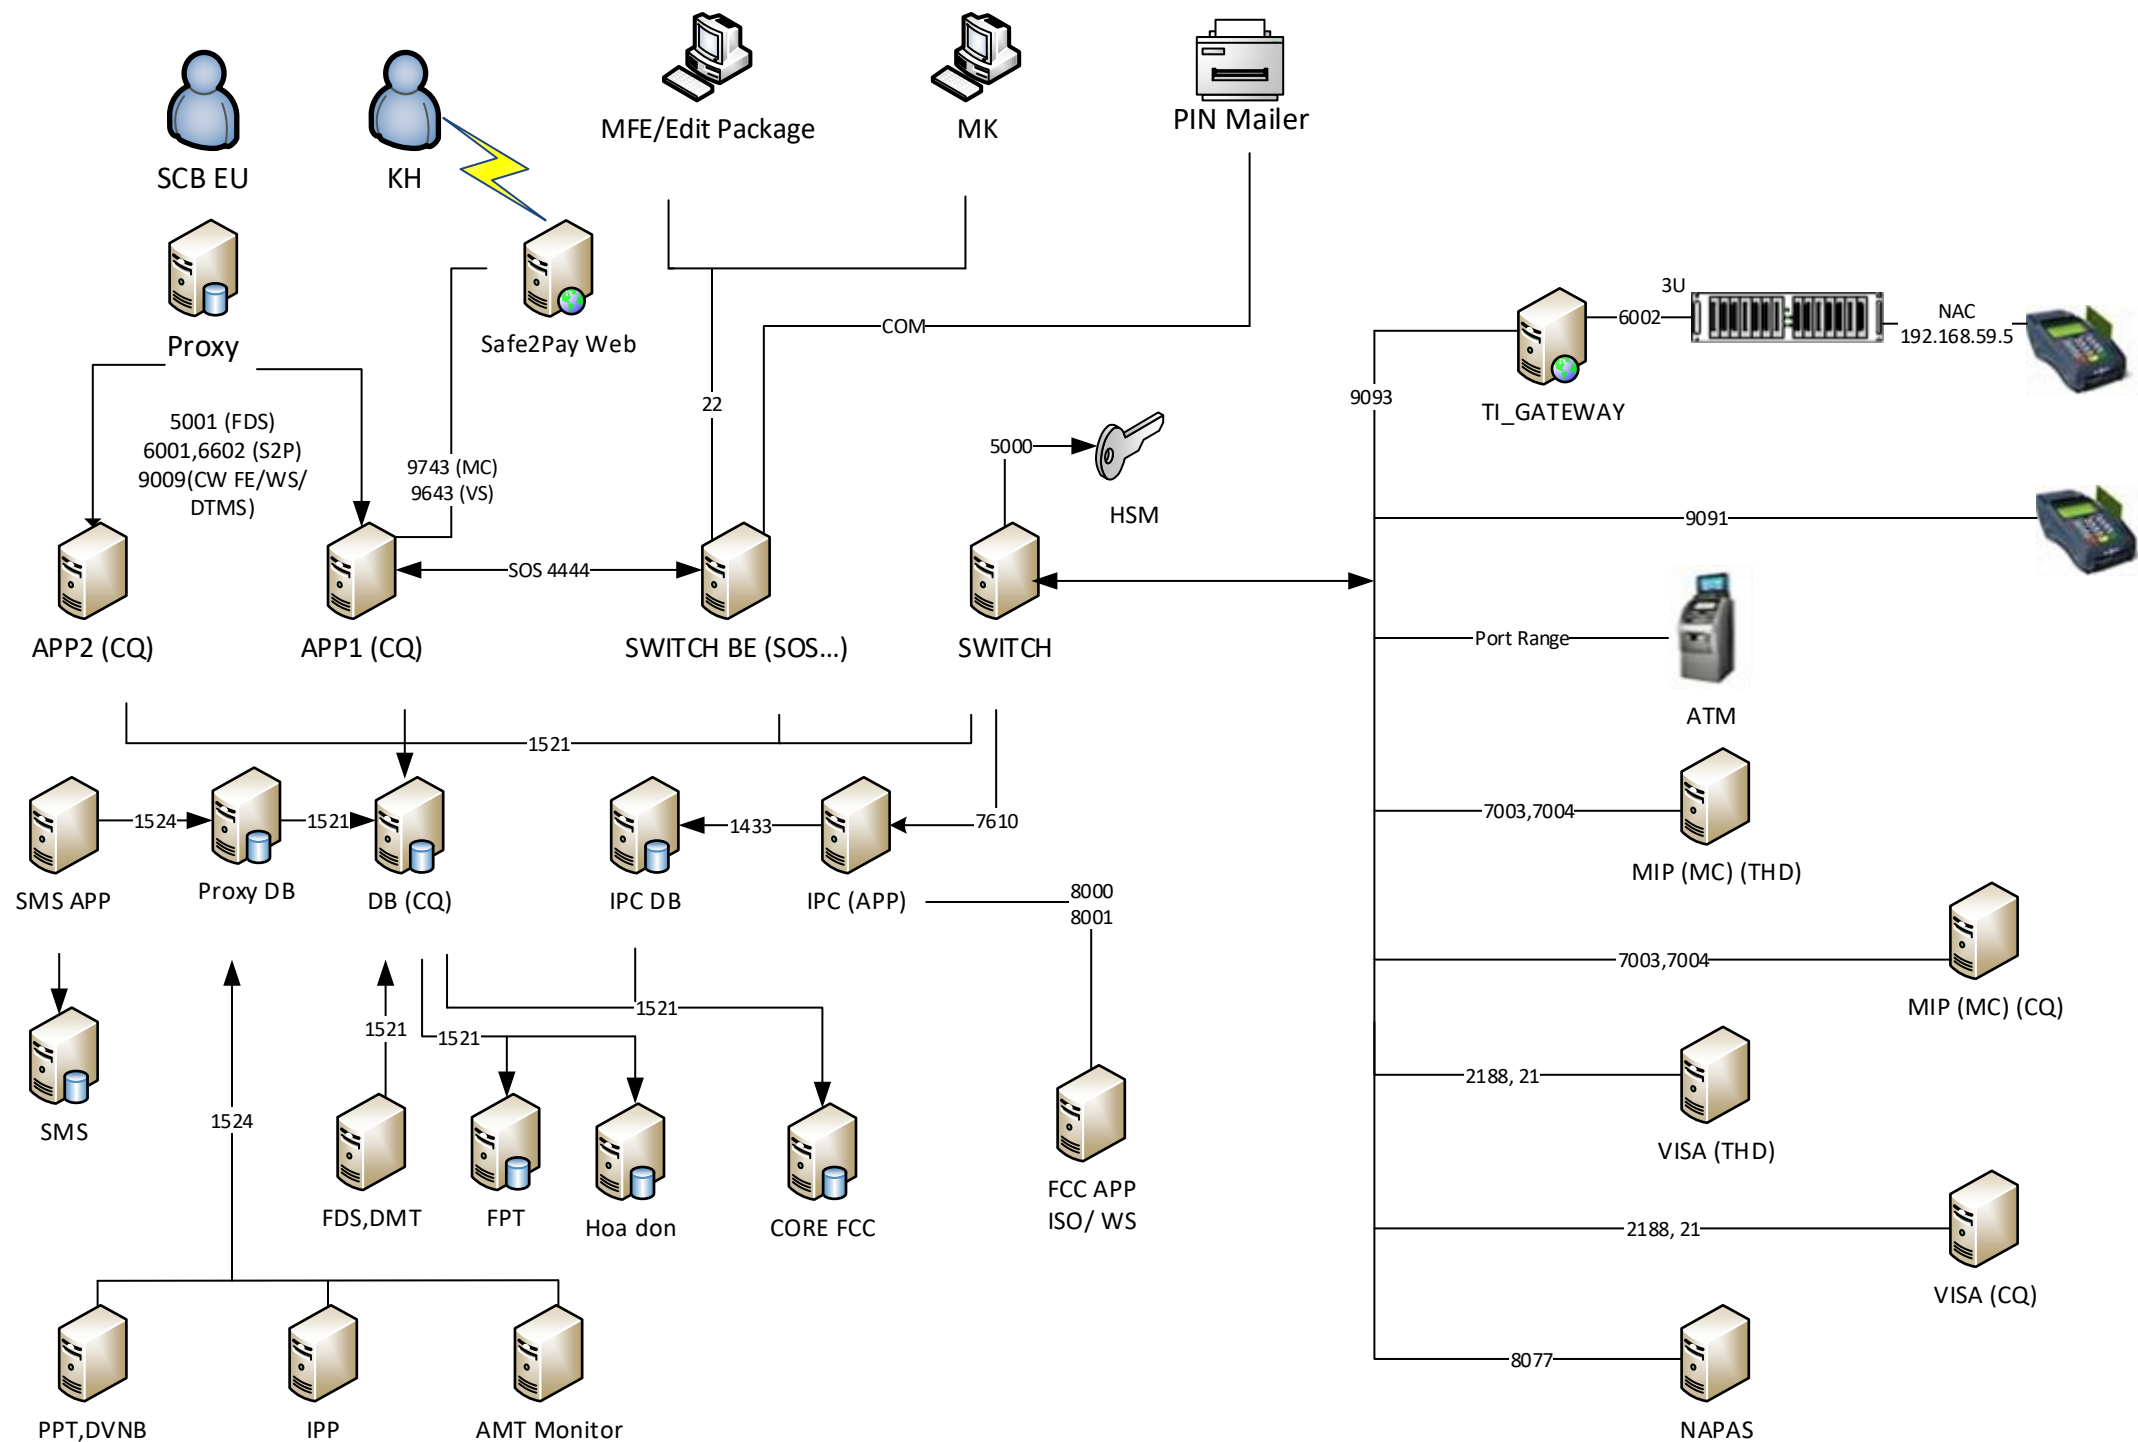 SCB EU
KH
MFE/Edit Package
MK
PIN Mailer
Proxy
Safe2Pay Web
COM
22
5001 (FDS)
6001,6602 (S2P)
9009(CW FE/WS/
DTMS)
9743 (MC)
9643 (VS)
5000
HSM
3U
6002
NAC
192.168.59.5
TI_GATEWAY
9093
9091
SOS 4444
APP2 (CQ)
APP1 (CQ)
SWITCH BE (SOS...)
SWITCH
Port Range
ATM
1521
1524
1521
1433
7610
SMS APP
Proxy DB
DB (CQ)
IPC DB
IPC (APP)
8000
8001
7003,7004
MIP (MC) (THD)
7003,7004
MIP (MC) (CQ)
1521
1521
1521
SMS
1524
FDS,DMT
FPT
Hoa don
CORE FCC
FCC APP
ISO/ WS
2188, 21
VISA (THD)
2188, 21
VISA (CQ)
8077
NAPAS
PPT,DVNB
IPP
AMT Monitor